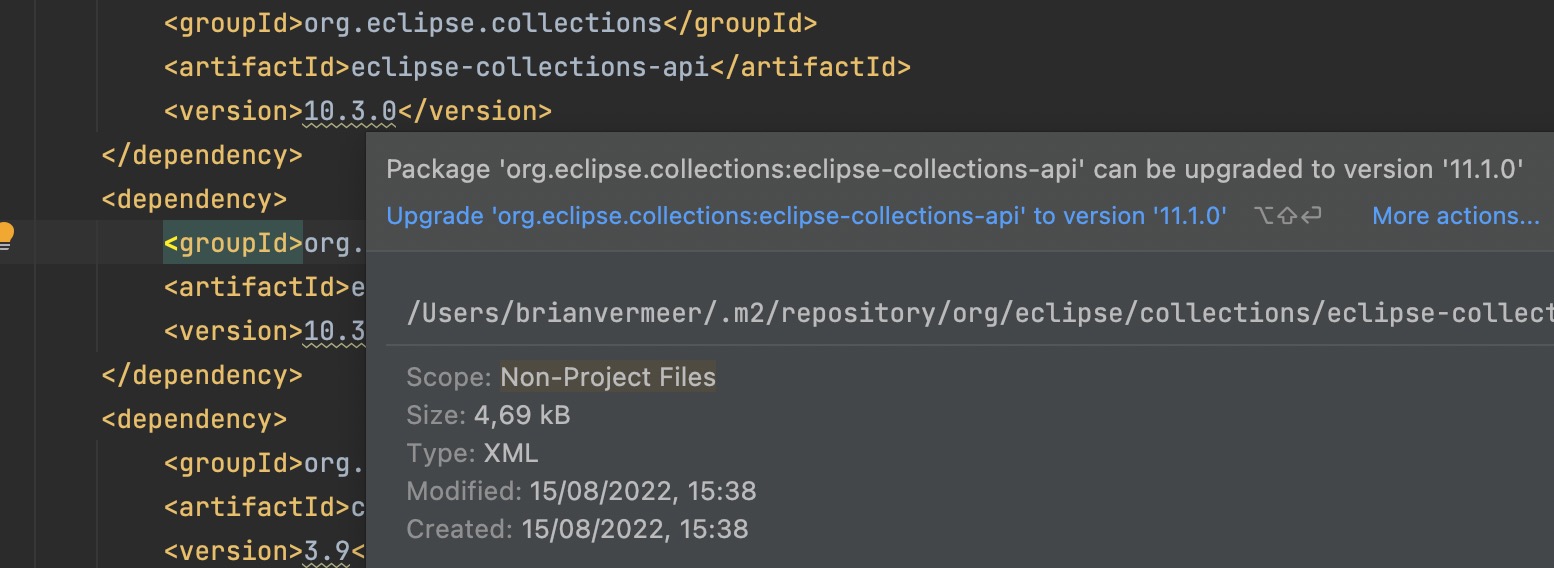 <groupId>org.eclipse.collections</groupId>
<artifactId>eclipse-collections-api</artifactId>
<version>10.3.0</version>
</dependency>
<dependency>
<groupId>org.
<artifactId>e
<version>10.3
</dependency>
<dependency>
<groupId>org.
<artifactId>c
<version>3.9<
Package 'org.eclipse.collections:eclipse-collections-api' can be upgraded to version '11.1.0'
Upgrade 'org.eclipse.collections:eclipse-collections-api' to version '11.1.0' ⌥⇧⏎ More actions...
/Users/brianvermeer/.m2/repository/org/eclipse/collections/eclipse-collect
Scope: Non-Project Files
Size: 4,69 kB
Type: XML
Modified: 15/08/2022, 15:38
Created: 15/08/2022, 15:38